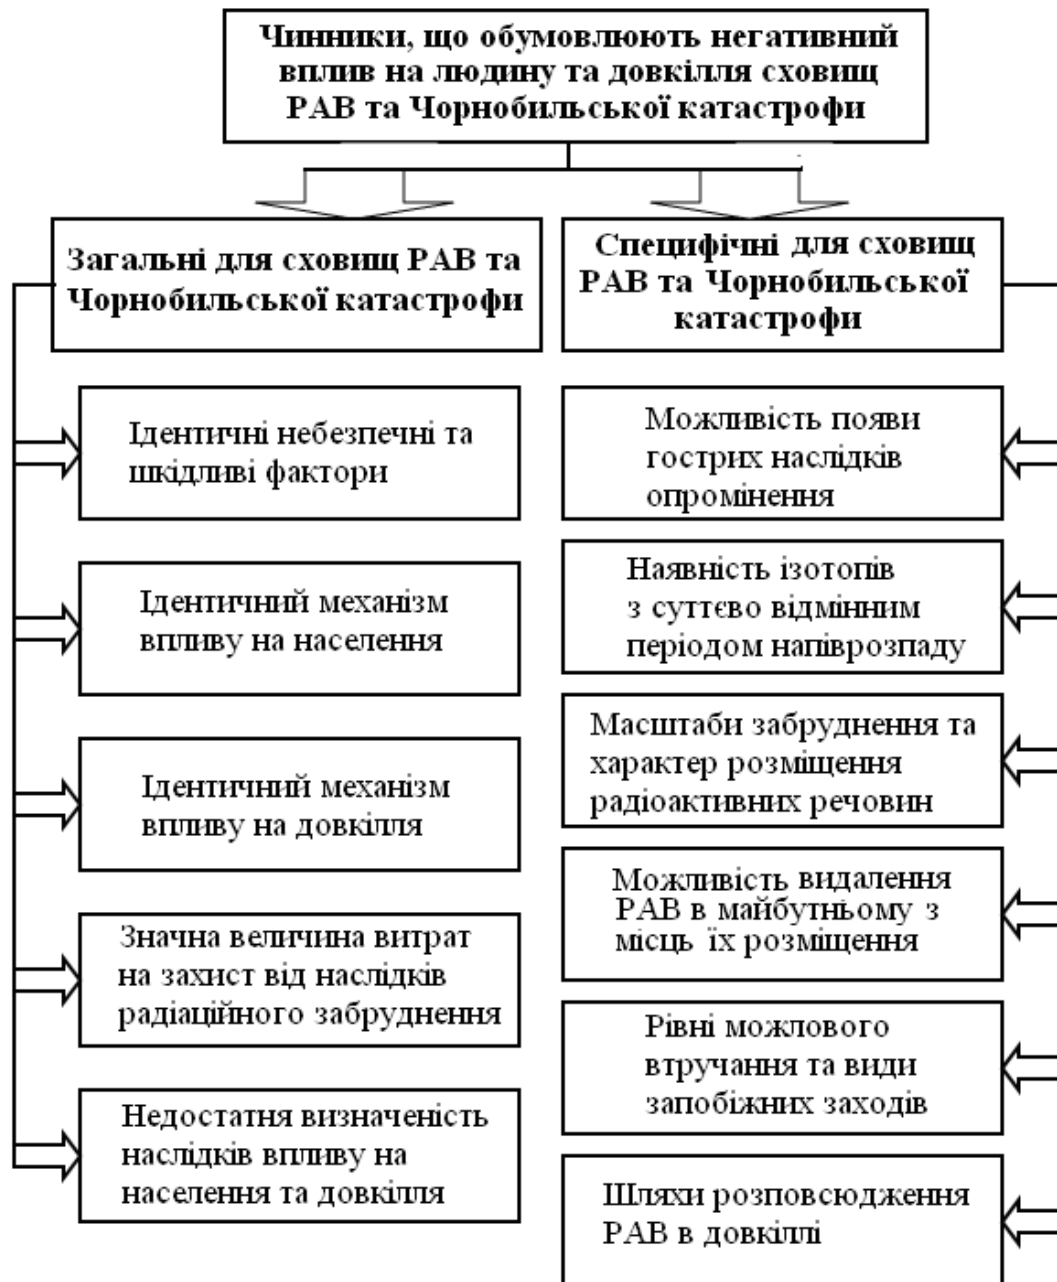 Чинники, що обумовлюють негативний
вплив на людину та довкілля сховищ
РАВ та Чорнобильської катастрофи
Загальні для сховищ РАВ та
Чорнобильської катастрофи
Ідентичні небезпечні та
шкідливі фактори
Ідентичний механізм
впливу на населення
Ідентичний механізм
впливу на довкілля
Значна величина витрат
на захист від наслідків
радіаційного забруднення
Недостатня визначеність
наслідків впливу на
населення та довкілля
Специфічні для сховищ
РАВ та Чорнобильської
катастрофи
Можливість появи
гострих наслідків
опромінення
Наявність ізотопів
з суттєво відмінним
періодом напіврозпаду
Масштаби забруднення та
характер розміщення
радіоактивних речовин
Можливість видалення
РАВ в майбутньому з
місць їх розміщення
Рівні можлового
втручання та види
запобіжних заходів
Шляхи розповсюдження
РАВ в довкіллі